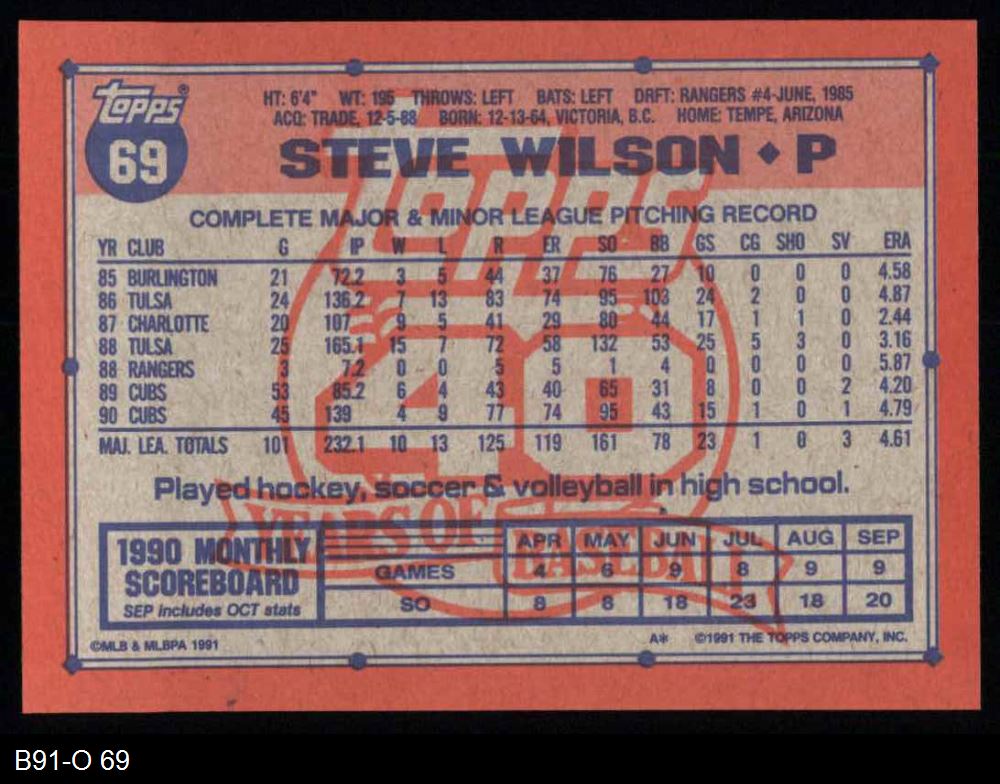 TOPPS®
69
HT: 6'4" WT: 195 THROWS: LEFT BATS: LEFT DRFT: RANGERS #4-JUNE, 1985
ACQ: TRADE, 12-5-88 BORN: 12-13-64, VICTORIA, B.C. HOME: TEMPE, ARIZONA
STEVE WILSON ♦ P
TOPPS
40
YEARS OF BASEBALL
COMPLETE MAJOR & MINOR LEAGUE PITCHING RECORD
YR CLUB G IP W L R ER SO BB GS CG SHO SV ERA
85 BURLINGTON 21 72.2 3 5 44 37 76 27 10 0 0 0 4.58
86 TULSA 24 136.2 7 13 83 74 95 103 24 2 0 0 4.87
87 CHARLOTTE 20 107 9 5 41 29 80 44 17 1 1 0 2.44
88 TULSA 25 165.1 15 7 72 58 132 53 25 5 3 0 3.16
88 RANGERS 3 7.2 0 0 5 5 1 4 0 0 0 0 5.87
89 CUBS 53 85.2 6 4 43 40 65 31 8 0 0 2 4.20
90 CUBS 45 139 4 9 77 74 95 43 15 1 0 1 4.79
MAJ. LEA. TOTALS 101 232.1 10 13 125 119 161 78 23 1 0 3 4.61
Played hockey, soccer & volleyball in high school.
1990 MONTHLY
SCOREBOARD
SEP includes OCT stats
APR MAY JUN JUL AUG SEP
GAMES 4 6 9 8 9 9
SO 8 8 18 23 18 20
©MLB & MLBPA 1991
A* ©1991 THE TOPPS COMPANY, INC.
B91-O 69